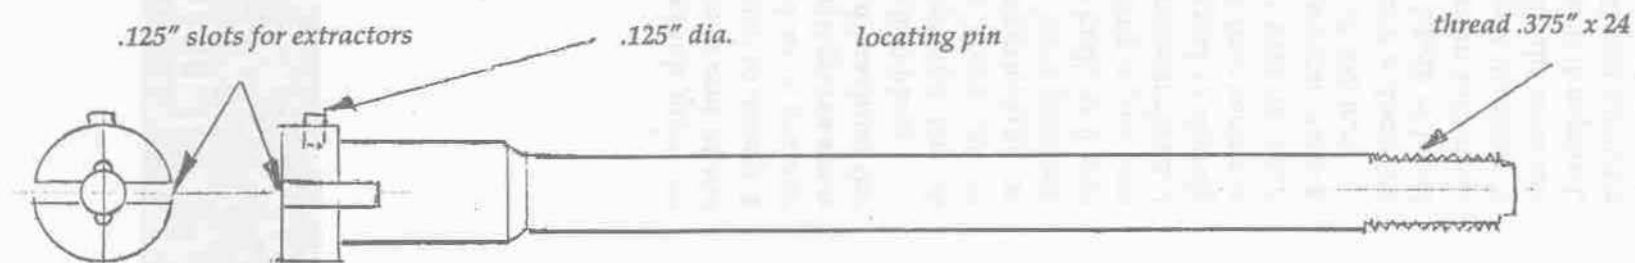 .125" slots for extractors
.125" dia. locating pin
thread .375" x 24